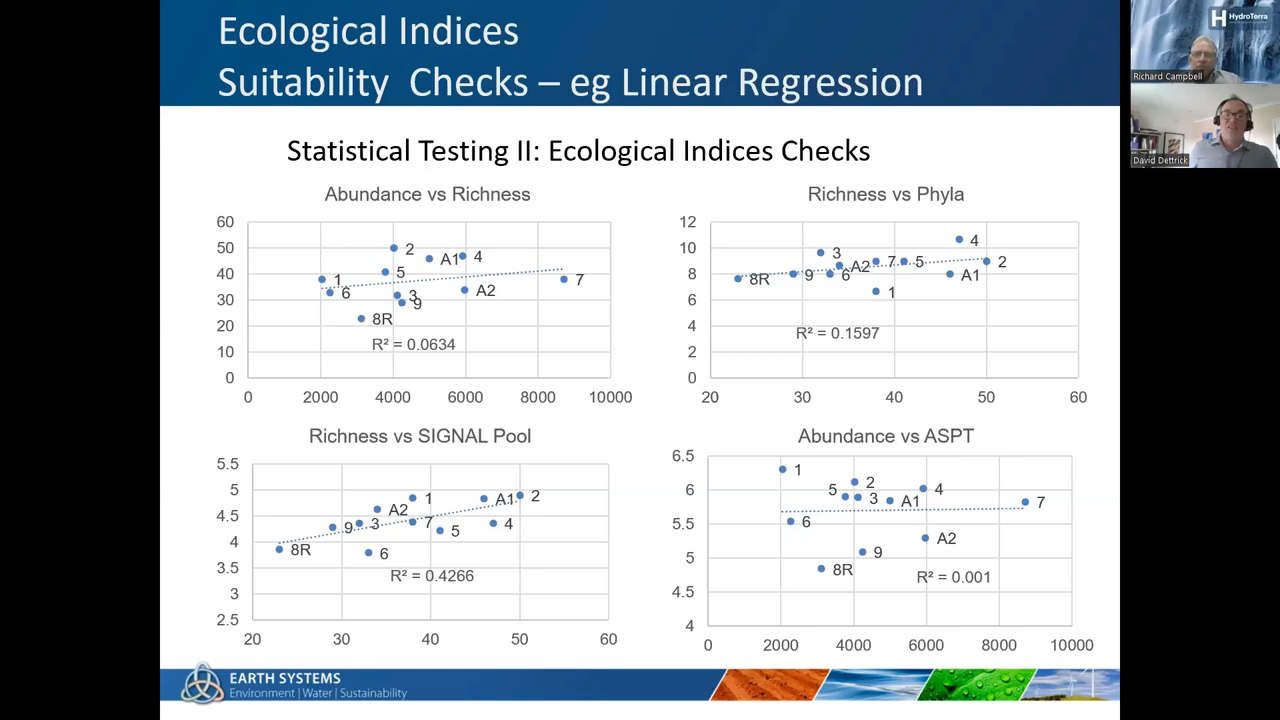 Ecological Indices
Suitability Checks – eg Linear Regression
HydroTerra
Richard Campbell
David Dettrick
Statistical Testing II: Ecological Indices Checks
Abundance vs Richness
60
50
40
30
20
10
0
2
A1
4
5
1
6
3
9
A2
7
8R
R² = 0.0634
0 2000 4000 6000 8000 10000
Richness vs Phyla
12
10
8
6
4
2
0
4
3
A2
7
5
2
8R
9
6
A1
1
R² = 0.1597
20 30 40 50 60
Richness vs SIGNAL Pool
5.5
5
4.5
4
3.5
3
2.5
1
A1
2
A2
9
3
7
5
4
8R
6
R² = 0.4266
20 30 40 50 60
Abundance vs ASPT
6.5
6
5.5
5
4.5
4
1
2
5
3
A1
4
7
6
A2
9
8R
R² = 0.001
0 2000 4000 6000 8000 10000
EARTH SYSTEMS
Environment | Water | Sustainability